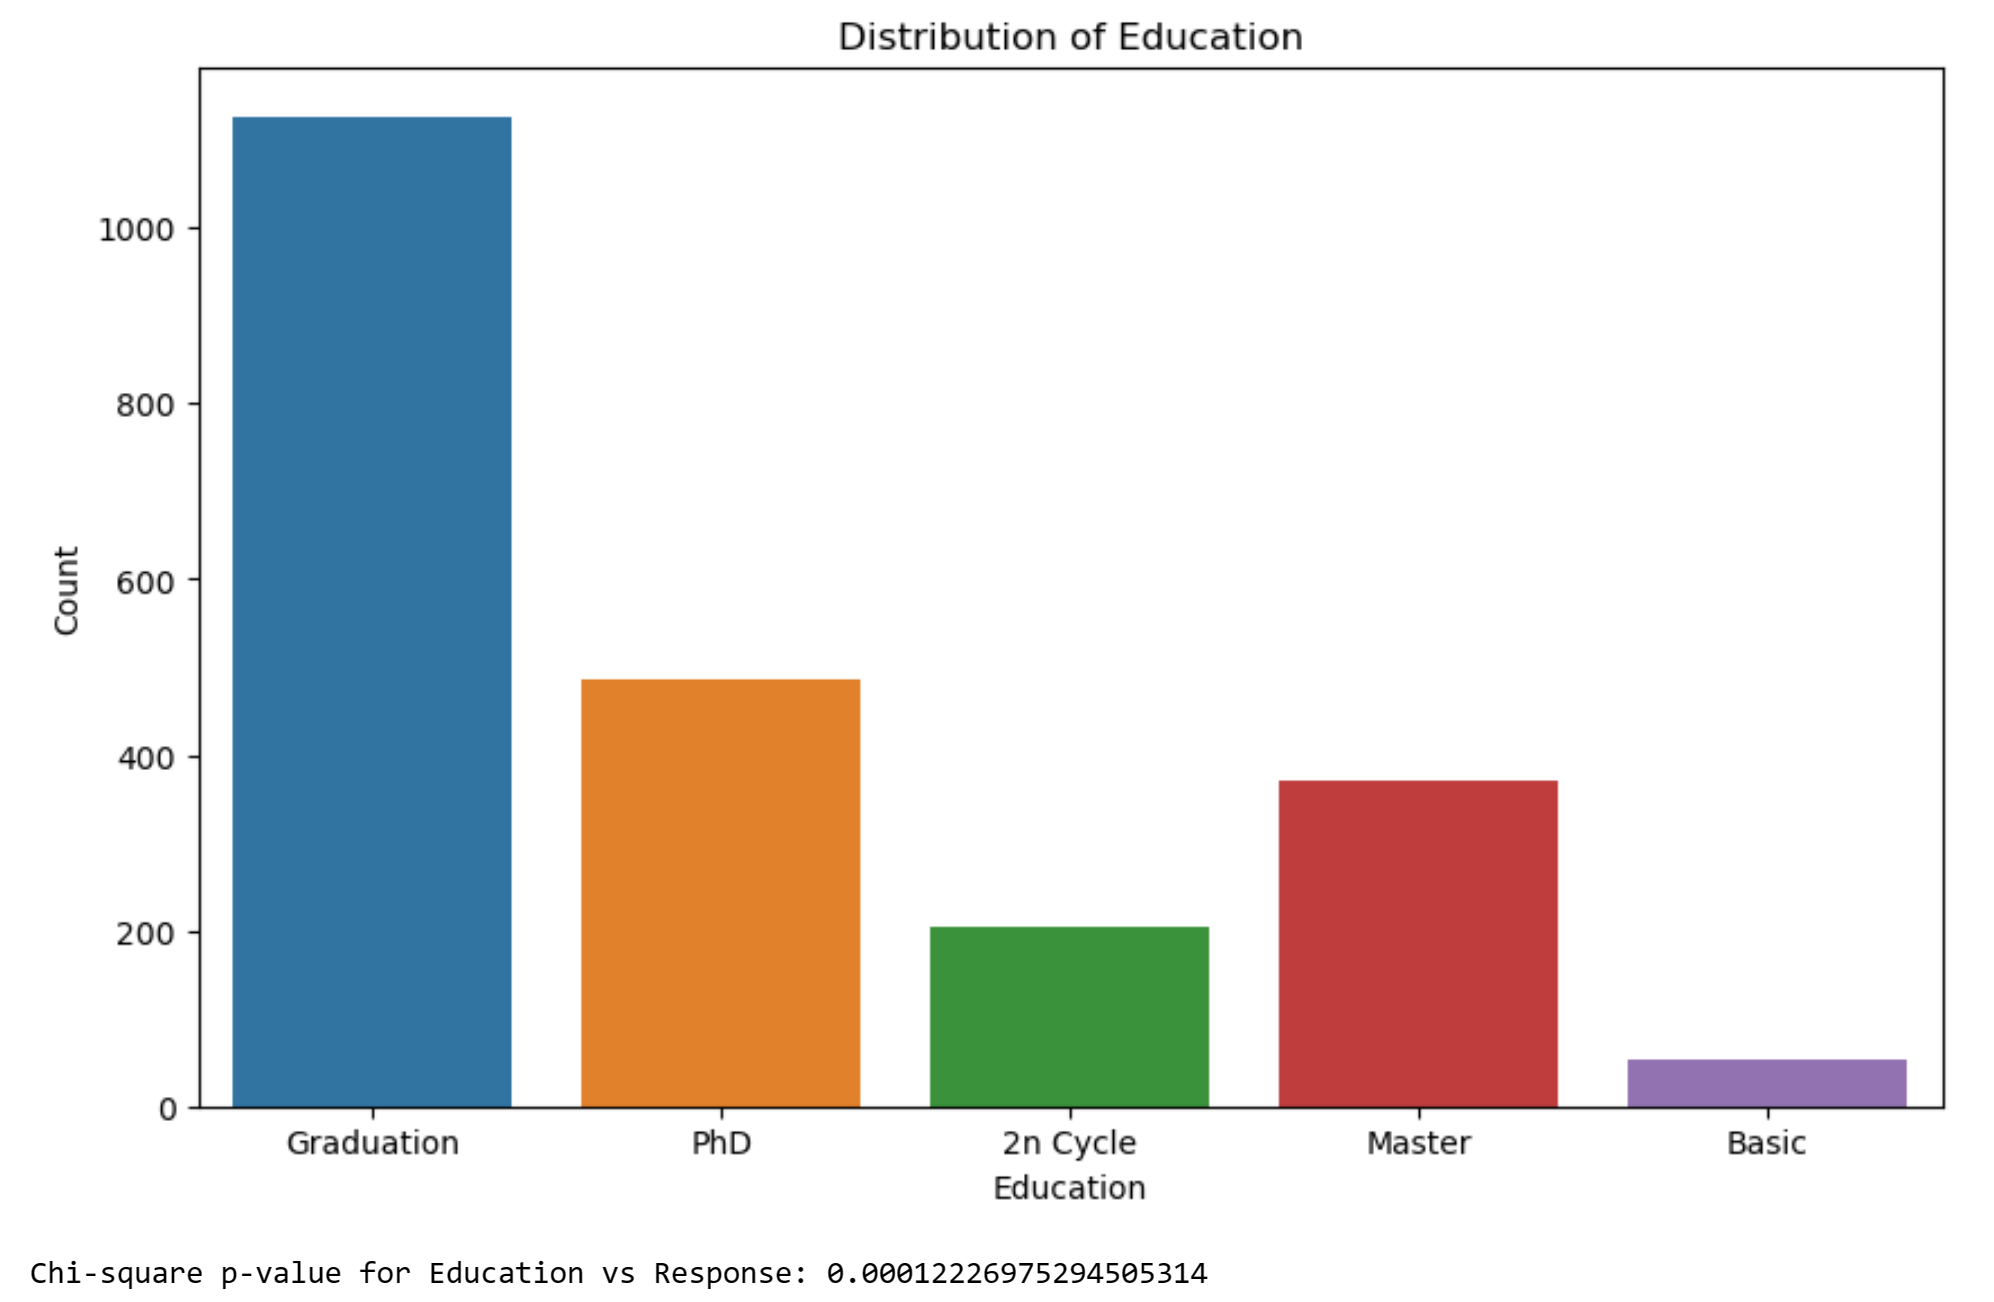 Distribution of Education
1000
800
600
400
200
0
Count
Graduation PhD 2n Cycle Master Basic
Education
Chi-square p-value for Education vs Response: 0.00012226975294505314